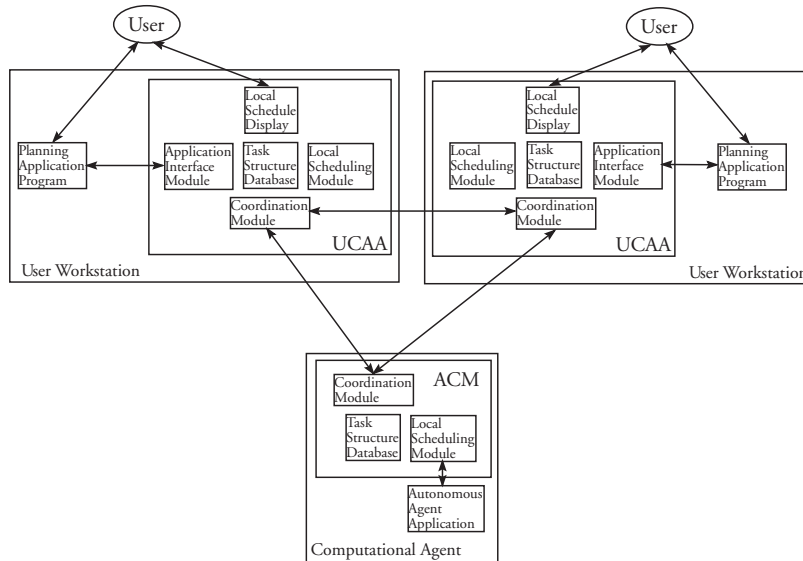 User
User
Local
Schedule
Display
Planning
Application
Program
Application
Interface
Module
Task
Structure
Database
Local
Scheduling
Module
Coordination
Module
UCAA
User Workstation
Local
Schedule
Display
Local
Scheduling
Module
Task
Structure
Database
Application
Interface
Module
Planning
Application
Program
Coordination
Module
UCAA
User Workstation
ACM
Coordination
Module
Task
Structure
Database
Local
Scheduling
Module
Autonomous
Agent
Application
Computational Agent